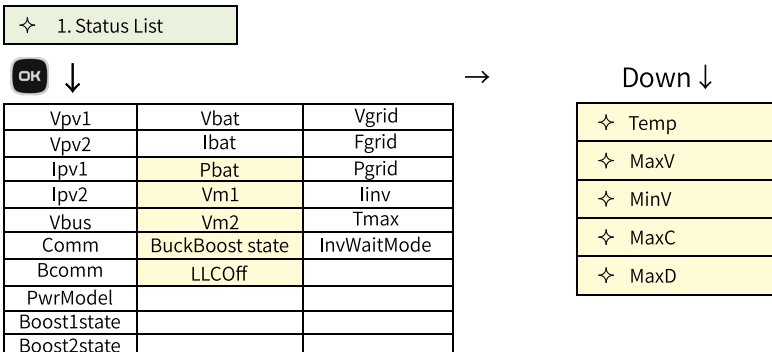 ✧ 1. Status List
OK ↓ → Down ↓
Vpv1 Vbat Vgrid
Vpv2 Ibat Fgrid
Ipv1 Pbat Pgrid
Ipv2 Vm1 Iinv
Vbus Vm2 Tmax
Comm BuckBoost state InvWaitMode
Bcomm LLCOff
PwrModel
Boost1state
Boost2state
✧ Temp
✧ MaxV
✧ MinV
✧ MaxC
✧ MaxD